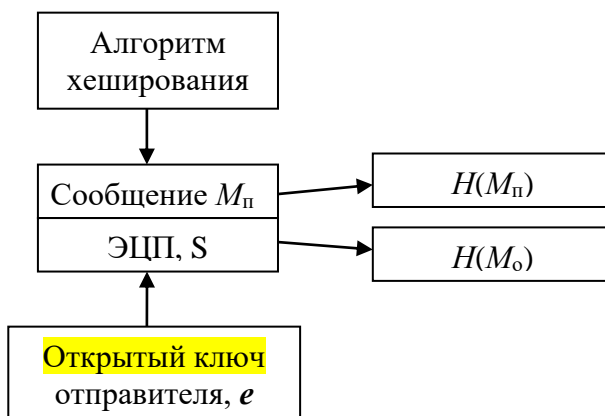 Алгоритм
хеширования
Сообщение Mп
H(Mп)
ЭЦП, S
H(Mо)
Открытый ключ
отправителя, e